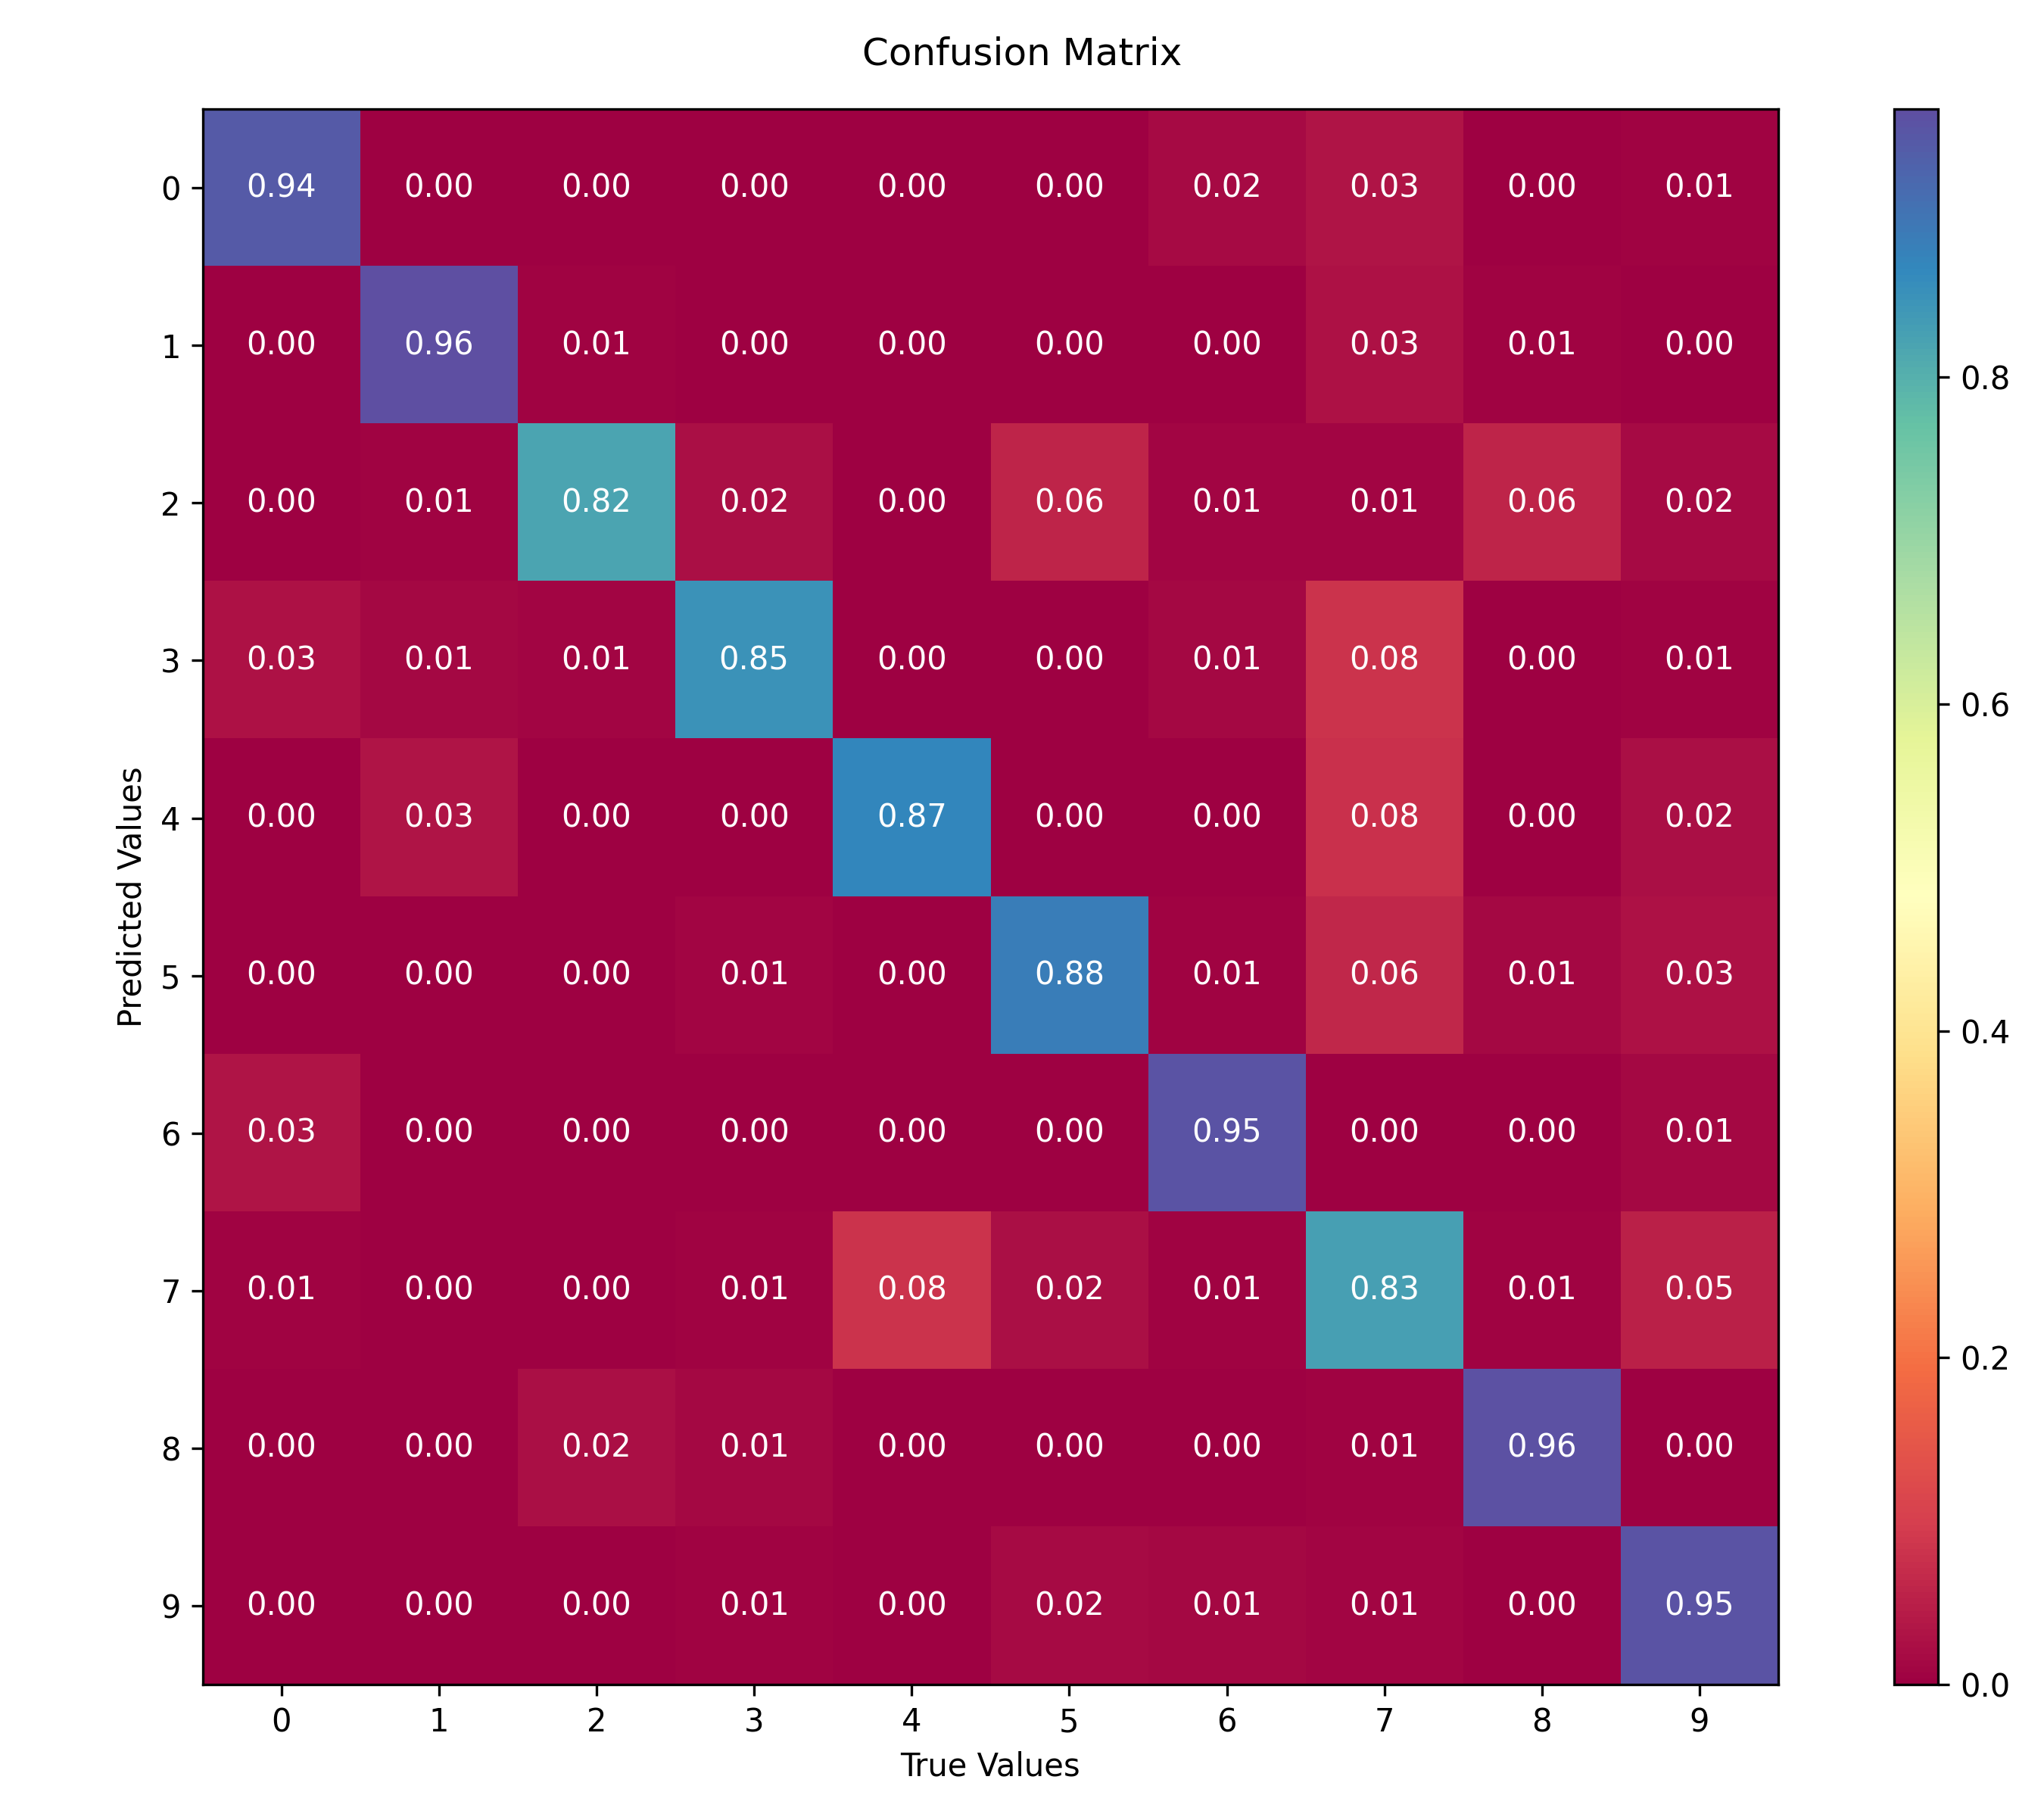 Confusion Matrix
0 0.94 0.00 0.00 0.00 0.00 0.00 0.02 0.03 0.00 0.01
1 0.00 0.96 0.01 0.00 0.00 0.00 0.00 0.03 0.01 0.00
0.8
2 0.00 0.01 0.82 0.02 0.00 0.06 0.01 0.01 0.06 0.02
3 0.03 0.01 0.01 0.85 0.00 0.00 0.01 0.08 0.00 0.01
0.6
4 0.00 0.03 0.00 0.00 0.87 0.00 0.00 0.08 0.00 0.02
Predicted Values
5 0.00 0.00 0.00 0.01 0.00 0.88 0.01 0.06 0.01 0.03
0.4
6 0.03 0.00 0.00 0.00 0.00 0.00 0.95 0.00 0.00 0.01
7 0.01 0.00 0.00 0.01 0.08 0.02 0.01 0.83 0.01 0.05
0.2
8 0.00 0.00 0.02 0.01 0.00 0.00 0.00 0.01 0.96 0.00
9 0.00 0.00 0.00 0.01 0.00 0.02 0.01 0.01 0.00 0.95
0.0
0 1 2 3 4 5 6 7 8 9
True Values